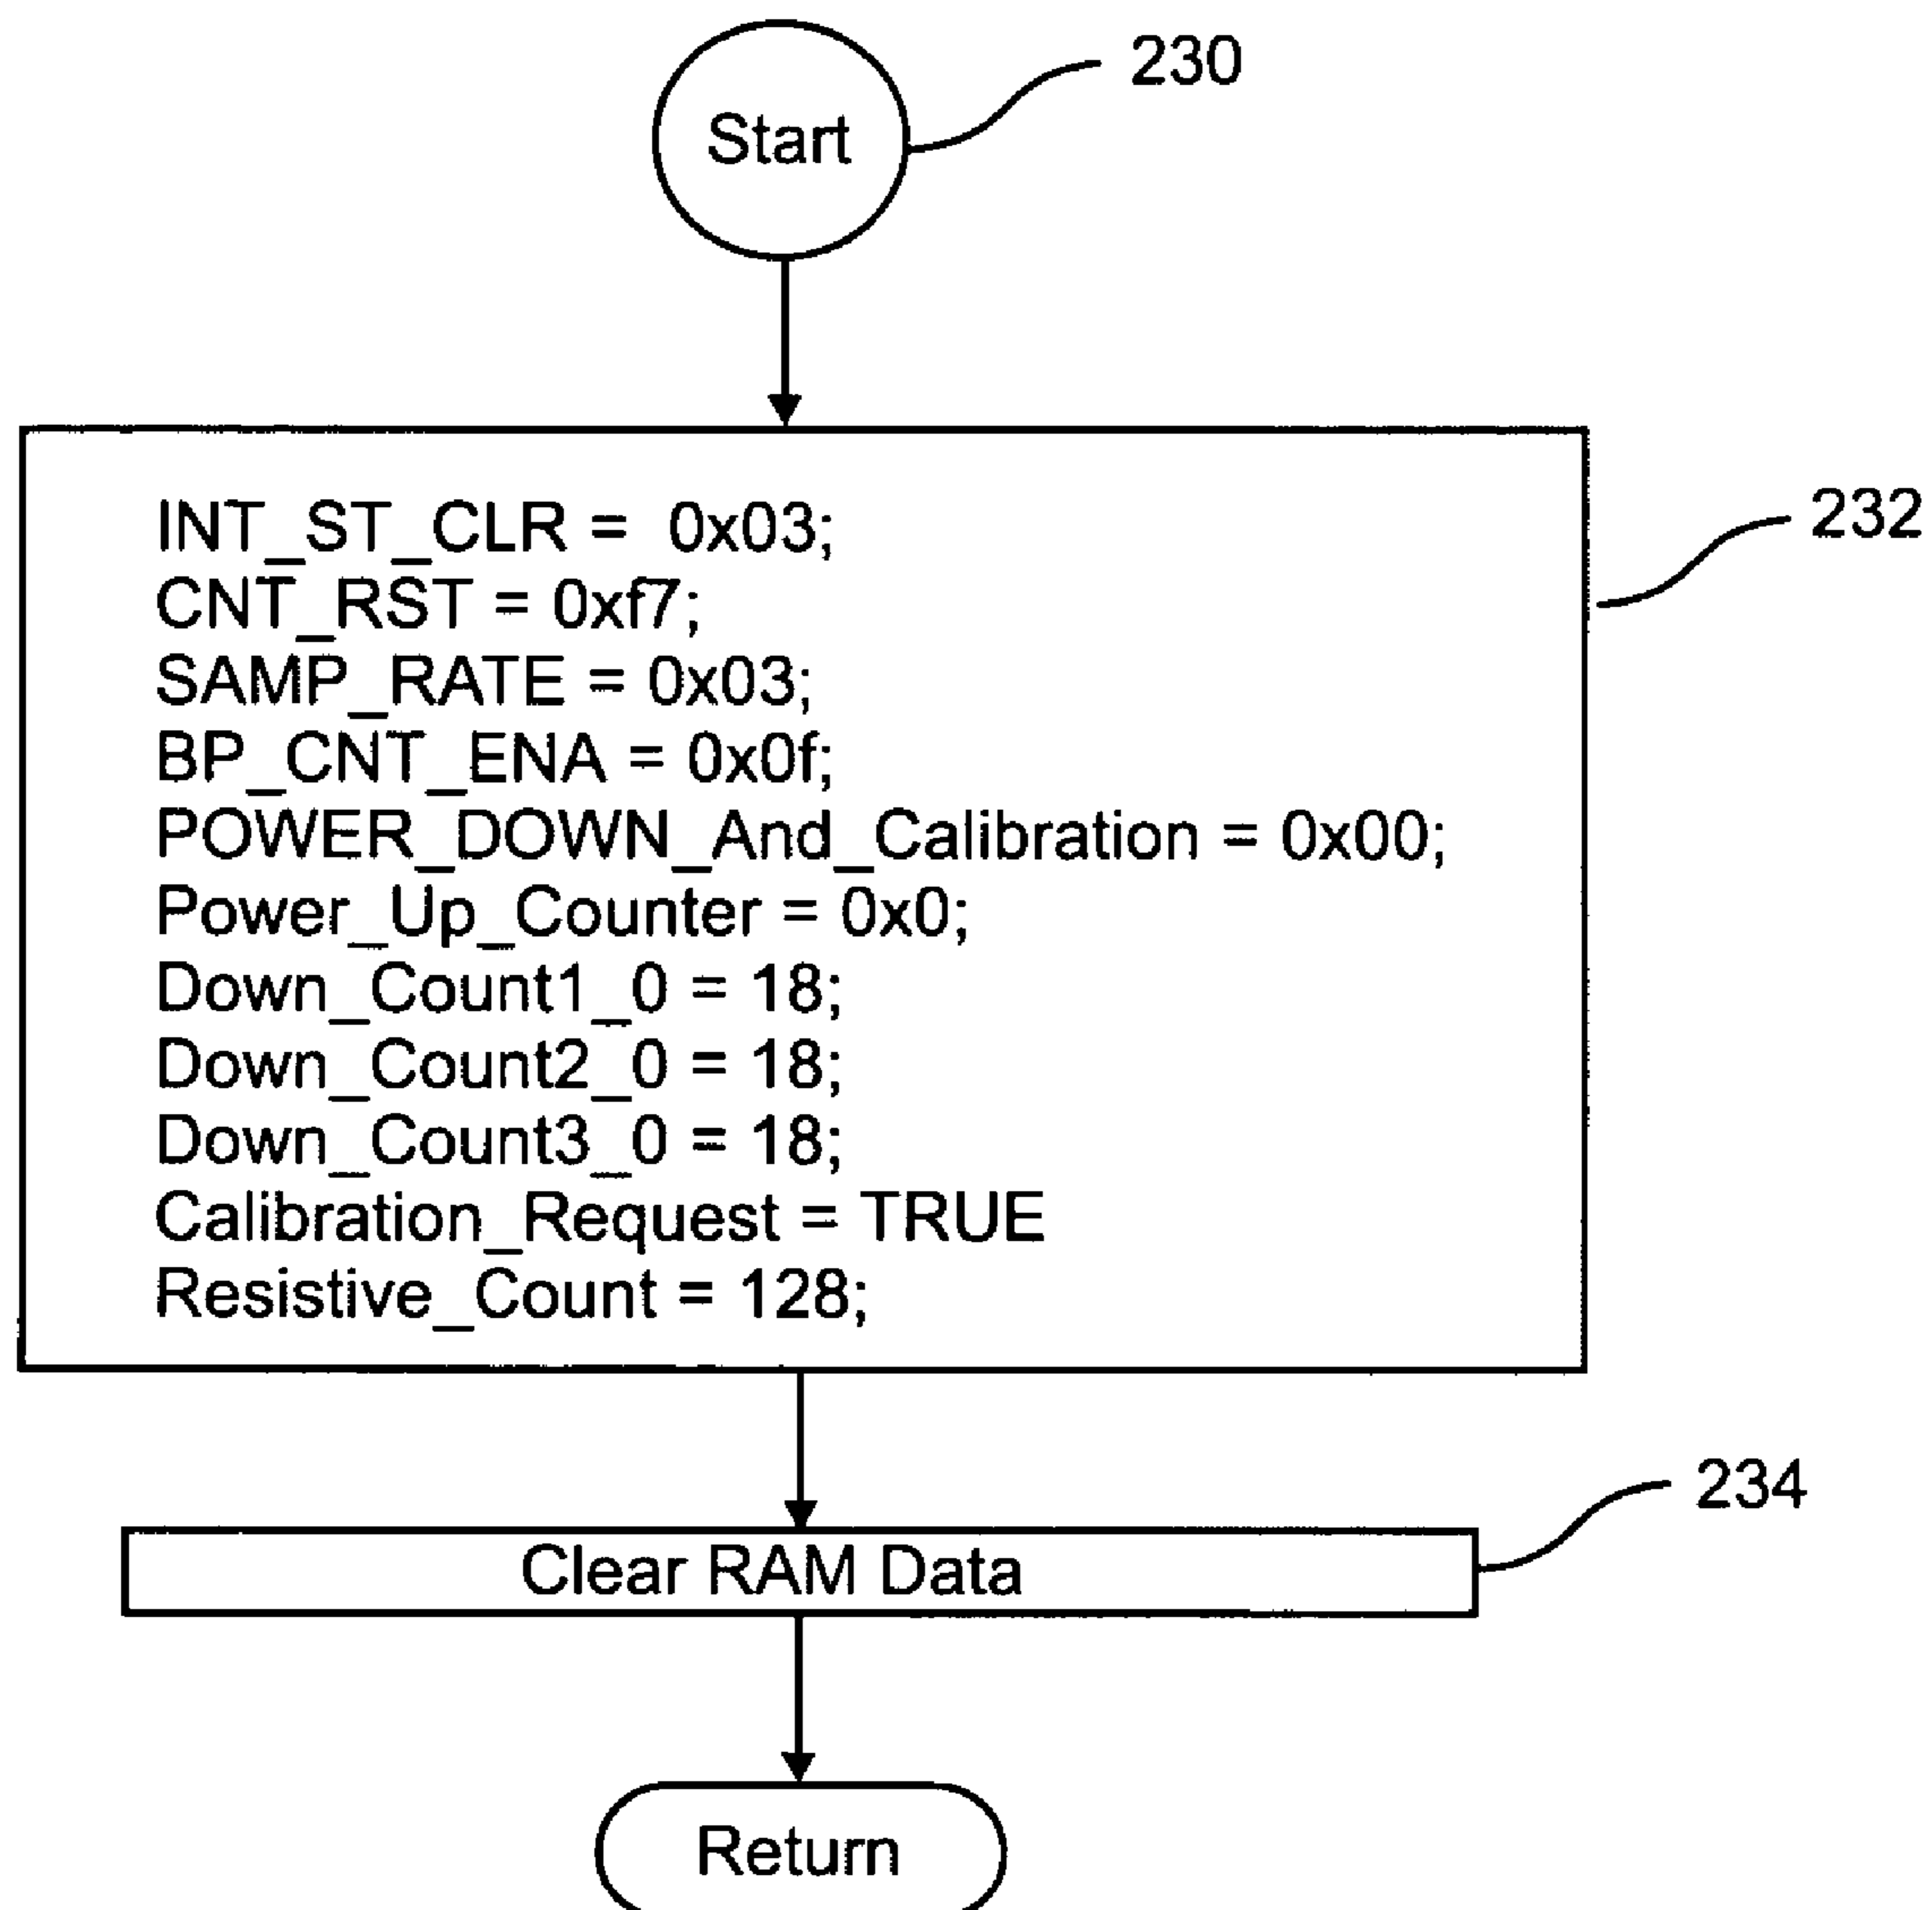 230
Start
232
INT_ST_CLR = 0x03;
CNT_RST = 0xf7;
SAMP_RATE = 0x03;
BP_CNT_ENA = 0x0f;
POWER_DOWN_And_Calibration = 0x00;
Power_Up_Counter = 0x0;
Down_Count1_0 = 18;
Down_Count2_0 = 18;
Down_Count3_0 = 18;
Calibration_Request = TRUE
Resistive_Count = 128;
234
Clear RAM Data
Return